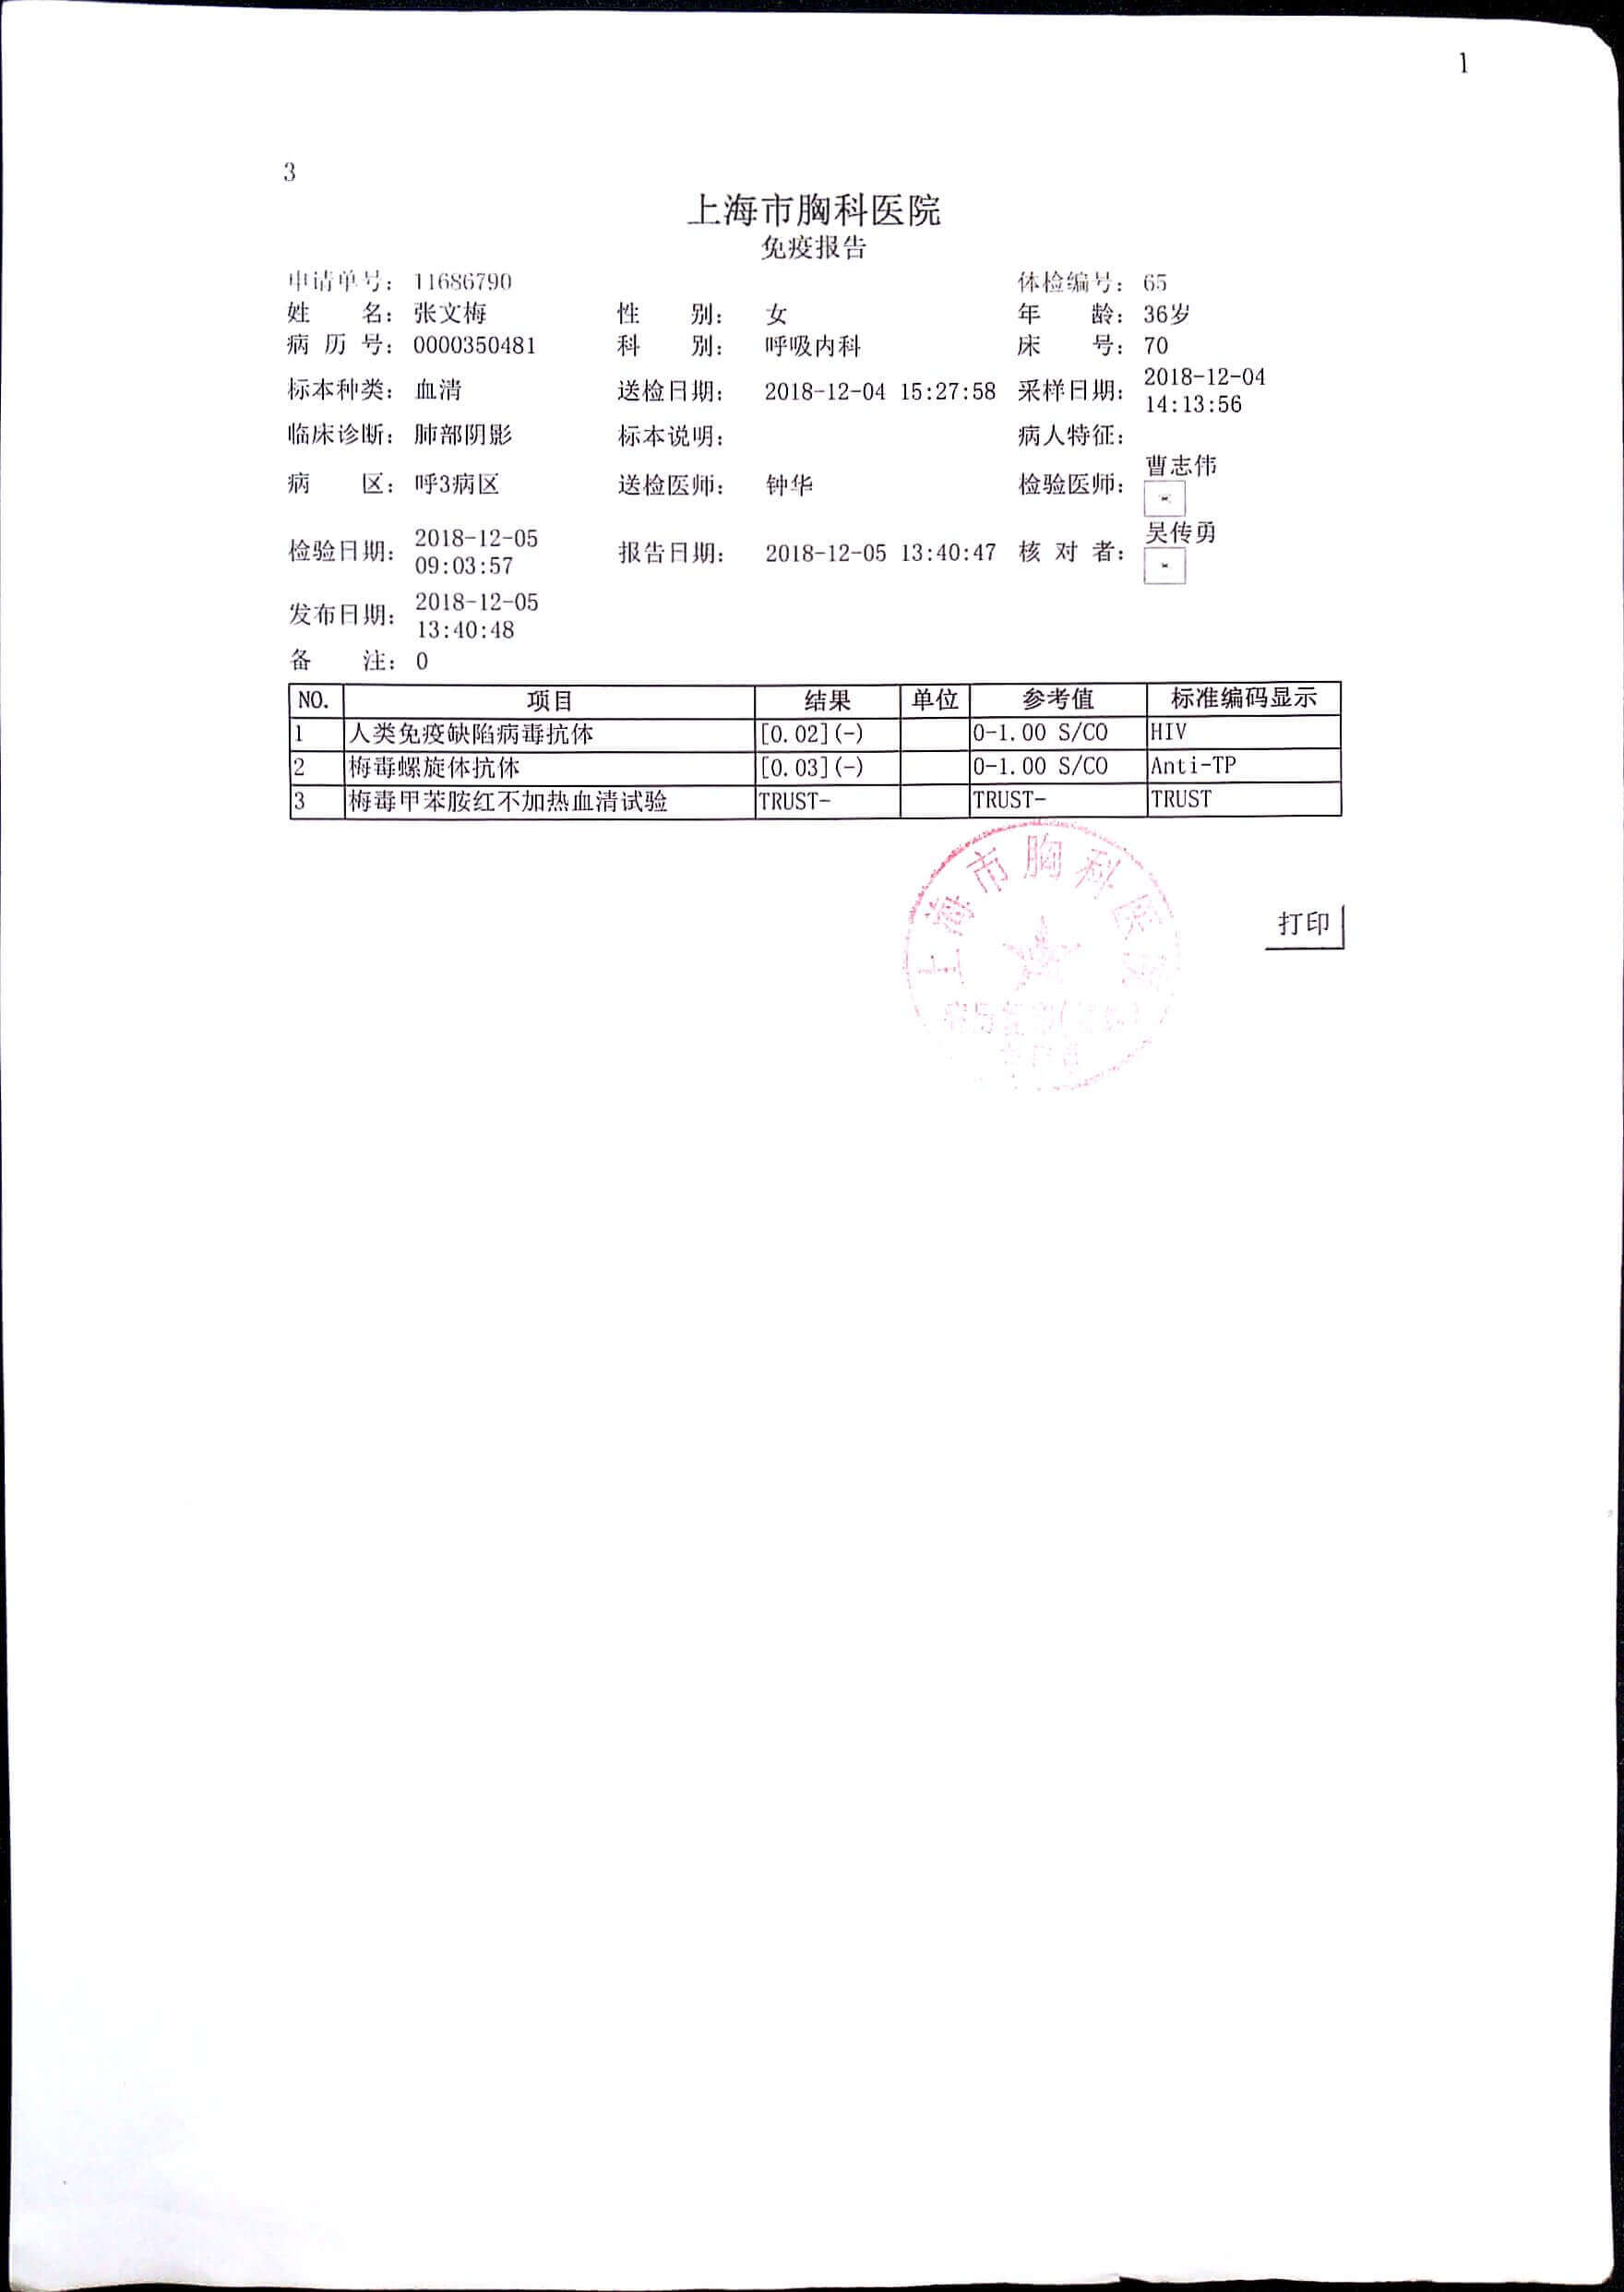 1
3
上海市胸科医院
免疫报告
申请单号： 11686790 体检编号： 65
姓 名： 张文梅 性 别： 女 年 龄： 36岁
病 历 号： 0000350481 科 别： 呼吸内科 床 号： 70
标本种类： 血清 送检日期： 2018-12-04 15:27:58 采样日期： 2018-12-04 14:13:56
临床诊断： 肺部阴影 标本说明： 病人特征：
病 区： 呼3病区 送检医师： 钟华 检验医师： 曹志伟
检验日期： 2018-12-05 09:03:57 报告日期： 2018-12-05 13:40:47 核 对 者： 吴传勇
发布日期： 2018-12-05 13:40:48
备 注： 0
NO. 项目 结果 单位 参考值 标准编码显示
1 人类免疫缺陷病毒抗体 [0.02](-) 0-1.00 S/CO HIV
2 梅毒螺旋体抗体 [0.03](-) 0-1.00 S/CO Anti-TP
3 梅毒甲苯胺红不加热血清试验 TRUST- TRUST- TRUST
上海市胸科医院
打印